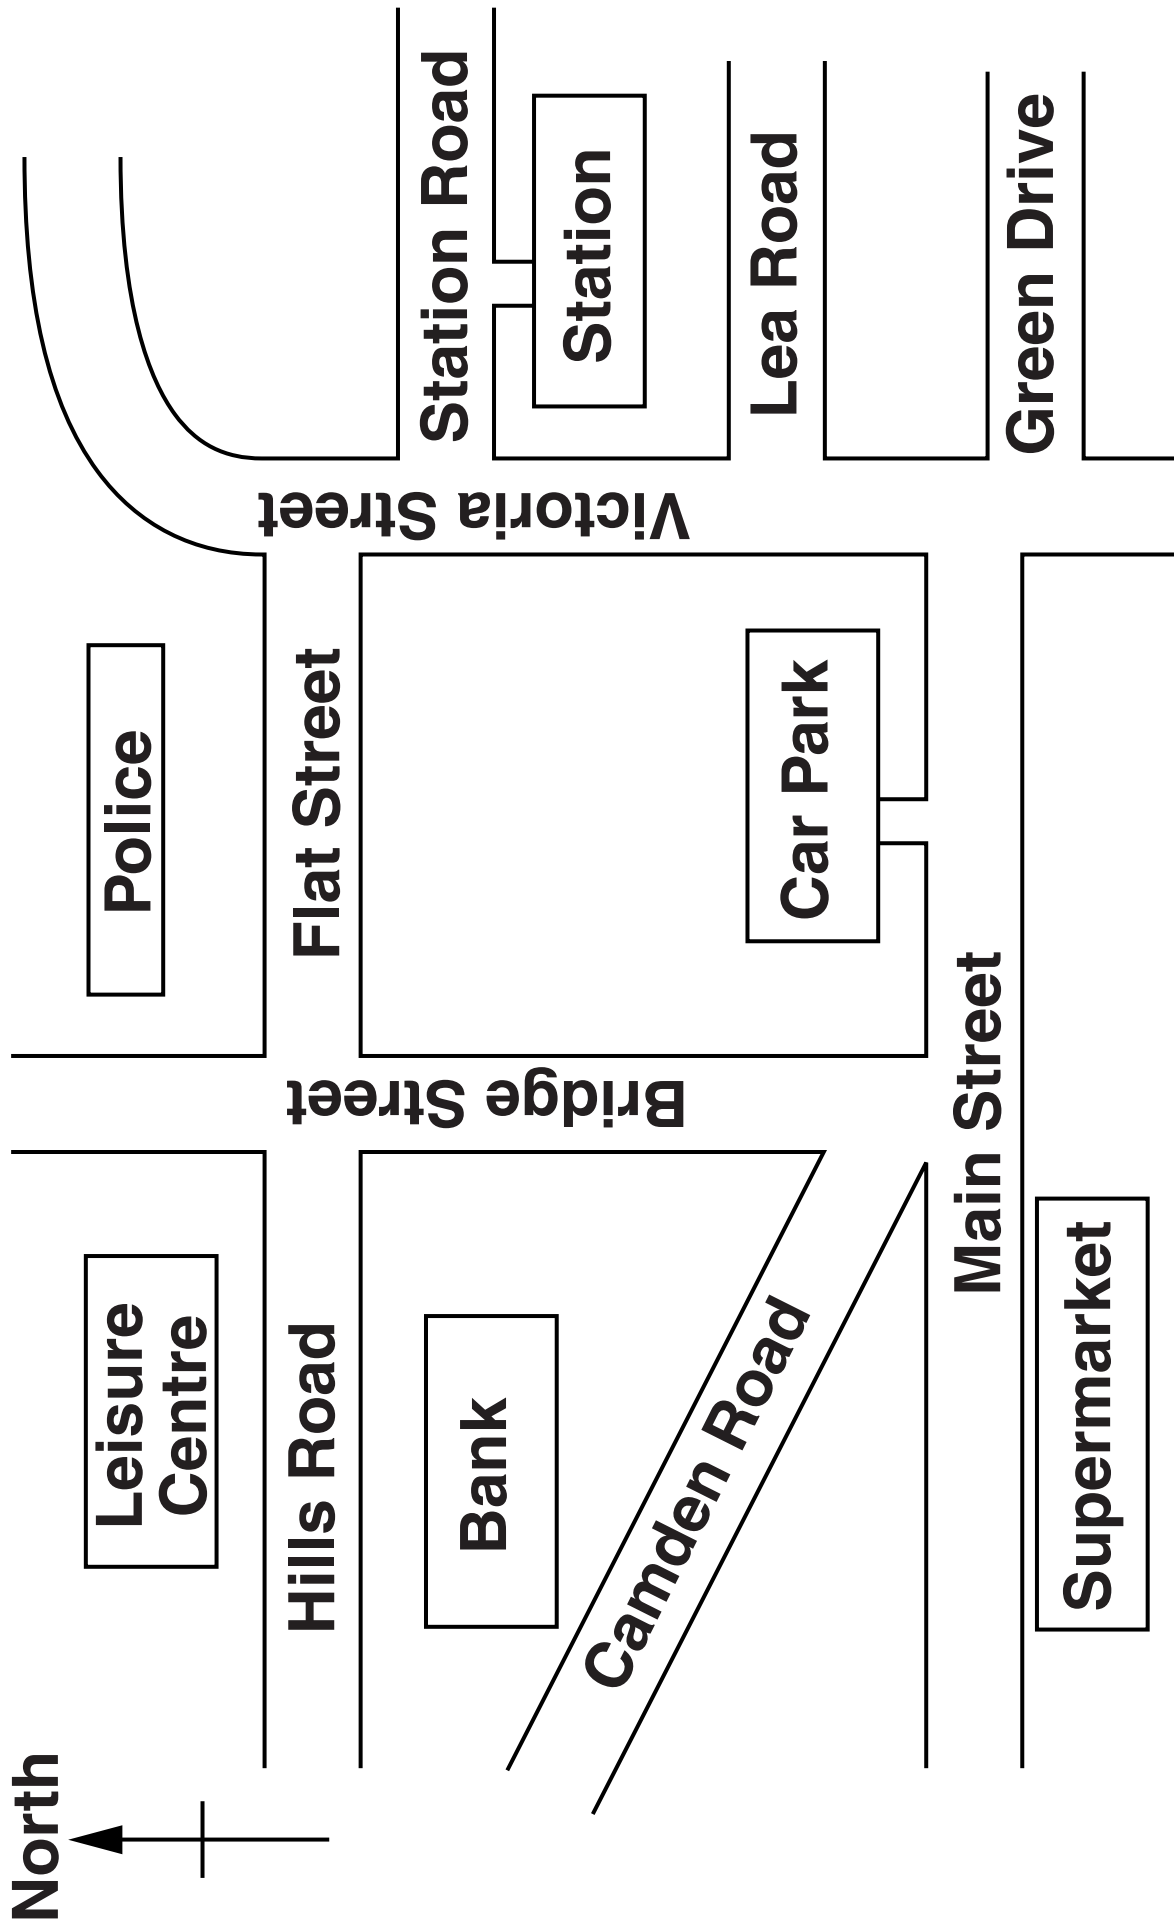 North
Leisure
Centre
Police
Hills Road
Flat Street
Bank
Bridge Street
Victoria Street
Station Road
Station
Camden Road
Car Park
Lea Road
Main Street
Green Drive
Supermarket